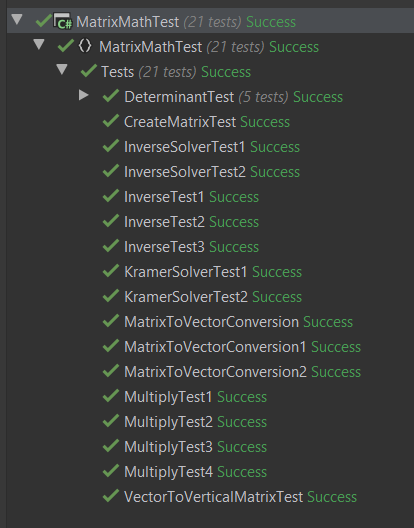 C# MatrixMathTest (21 tests) Success
{} MatrixMathTest (21 tests) Success
Tests (21 tests) Success
DeterminantTest (5 tests) Success
CreateMatrixTest Success
InverseSolverTest1 Success
InverseSolverTest2 Success
InverseTest1 Success
InverseTest2 Success
InverseTest3 Success
KramerSolverTest1 Success
KramerSolverTest2 Success
MatrixToVectorConversion Success
MatrixToVectorConversion1 Success
MatrixToVectorConversion2 Success
MultiplyTest1 Success
MultiplyTest2 Success
MultiplyTest3 Success
MultiplyTest4 Success
VectorToVerticalMatrixTest Success